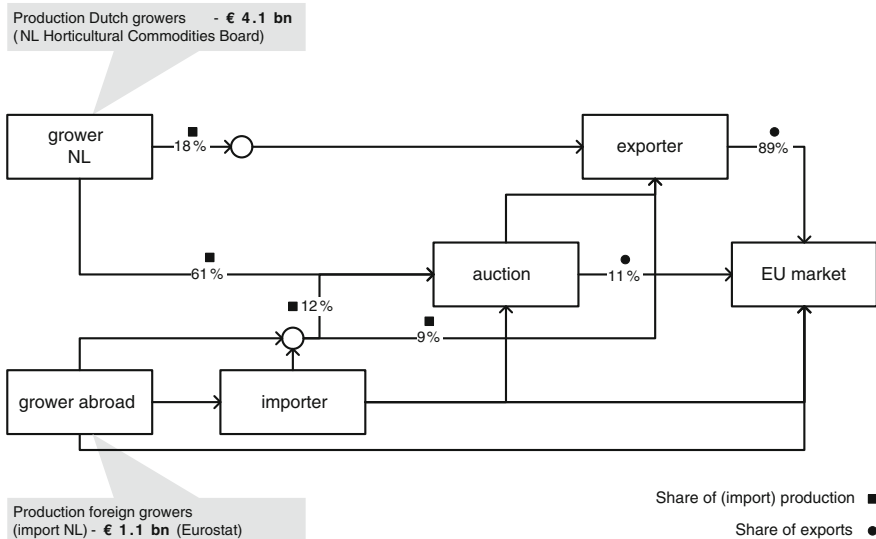 Production Dutch growers - € 4.1 bn
(NL Horticultural Commodities Board)
grower
NL
18%
exporter
89%
61%
auction
11%
EU market
12%
9%
grower abroad
importer
Production foreign growers
(import NL) - € 1.1 bn (Eurostat)
Share of (import) production
Share of exports